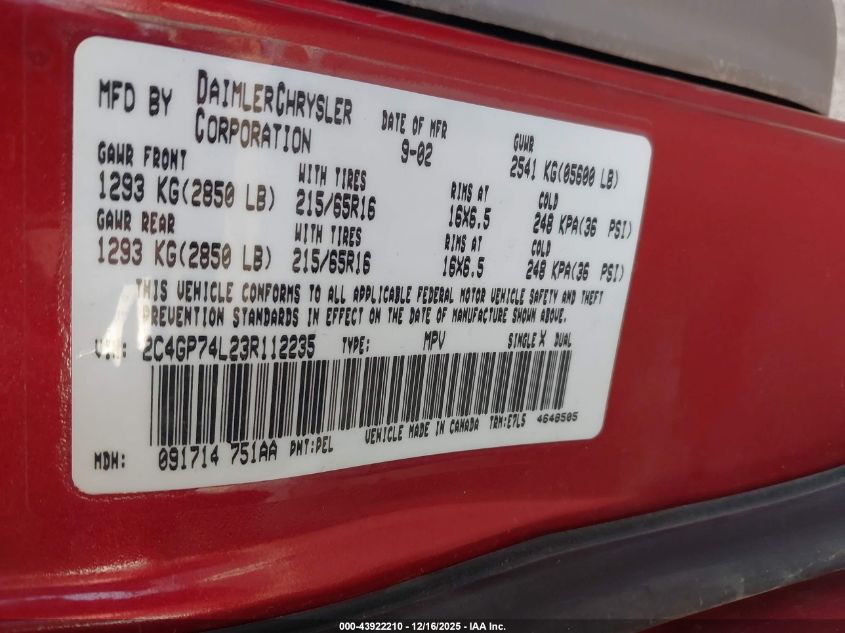 MFD BY DAIMLERCHRYSLER CORPORATION
DATE OF MFR 9-02
GVWR 2541 KG(05600 LB)
GAWR FRONT 1293 KG(2850 LB)
WITH TIRES 215/65R16
RIMS AT 16X6.5
COLD 248 KPA(36 PSI)
GAWR REAR 1293 KG(2850 LB)
WITH TIRES 215/65R16
RIMS AT 16X6.5
COLD 248 KPA(36 PSI)
THIS VEHICLE CONFORMS TO ALL APPLICABLE FEDERAL MOTOR VEHICLE SAFETY AND THEFT
PREVENTION STANDARDS IN EFFECT ON THE DATE OF MANUFACTURE SHOWN ABOVE.
VIN: 2C4GP74L23R112235 TYPE: MPV SINGLE X DUAL
MDH: 091714 751AA PNT:PEL VEHICLE MADE IN CANADA TRM:E7L5 4648505
000-43922210 - 12/16/2025 - IAA Inc.